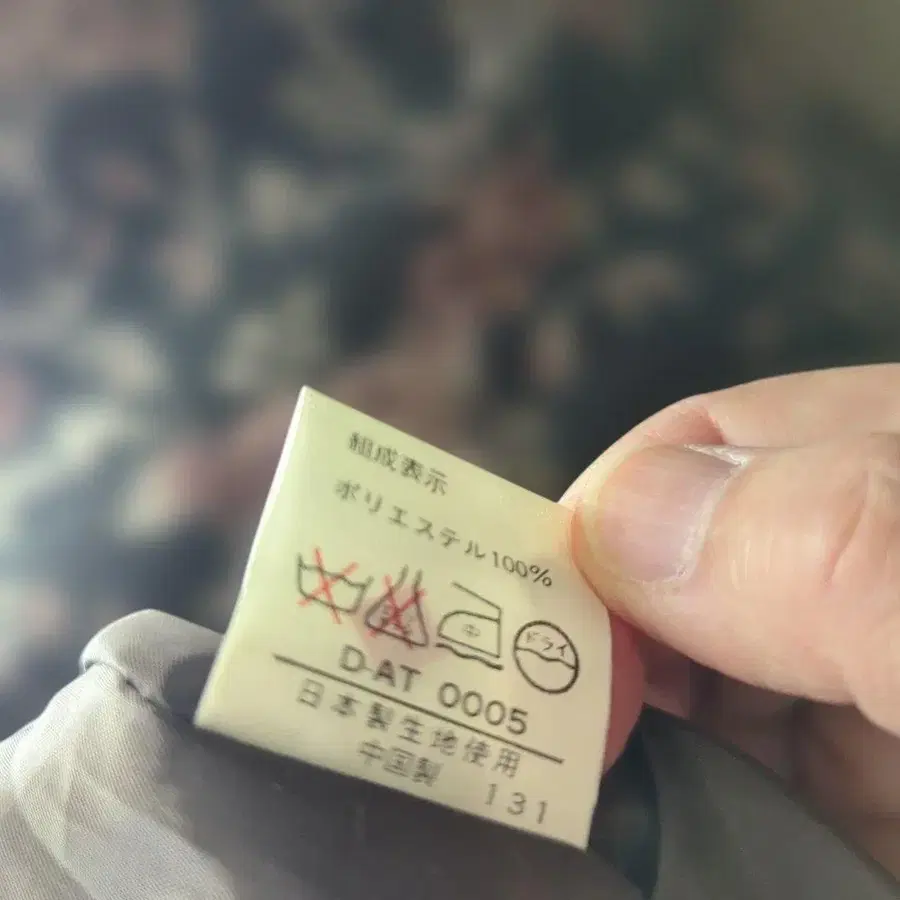 組成表示
ポリエステル100%
中 ドライ
D-AT 0005
日本製生地使用
中国製 131